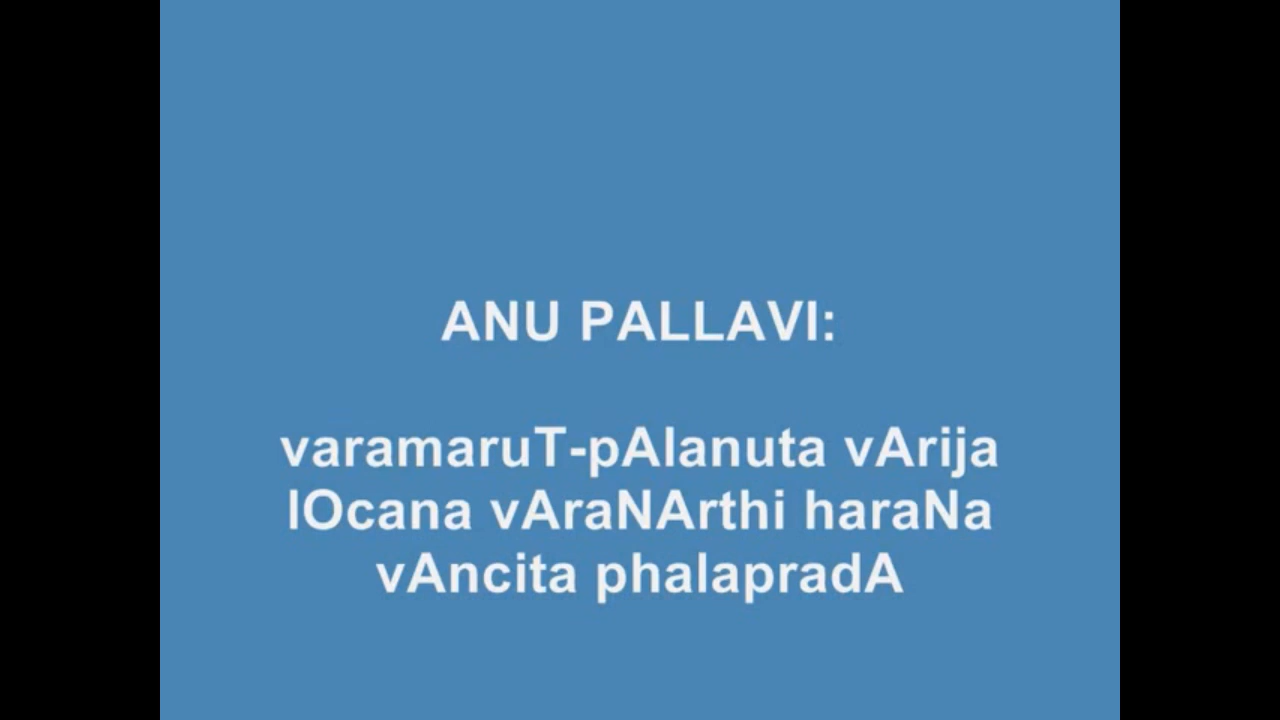 ANU PALLAVI:
varamaruT-pAlanuta vArija
lOcana vAraNArthi haraNa
vAncita phalapradA